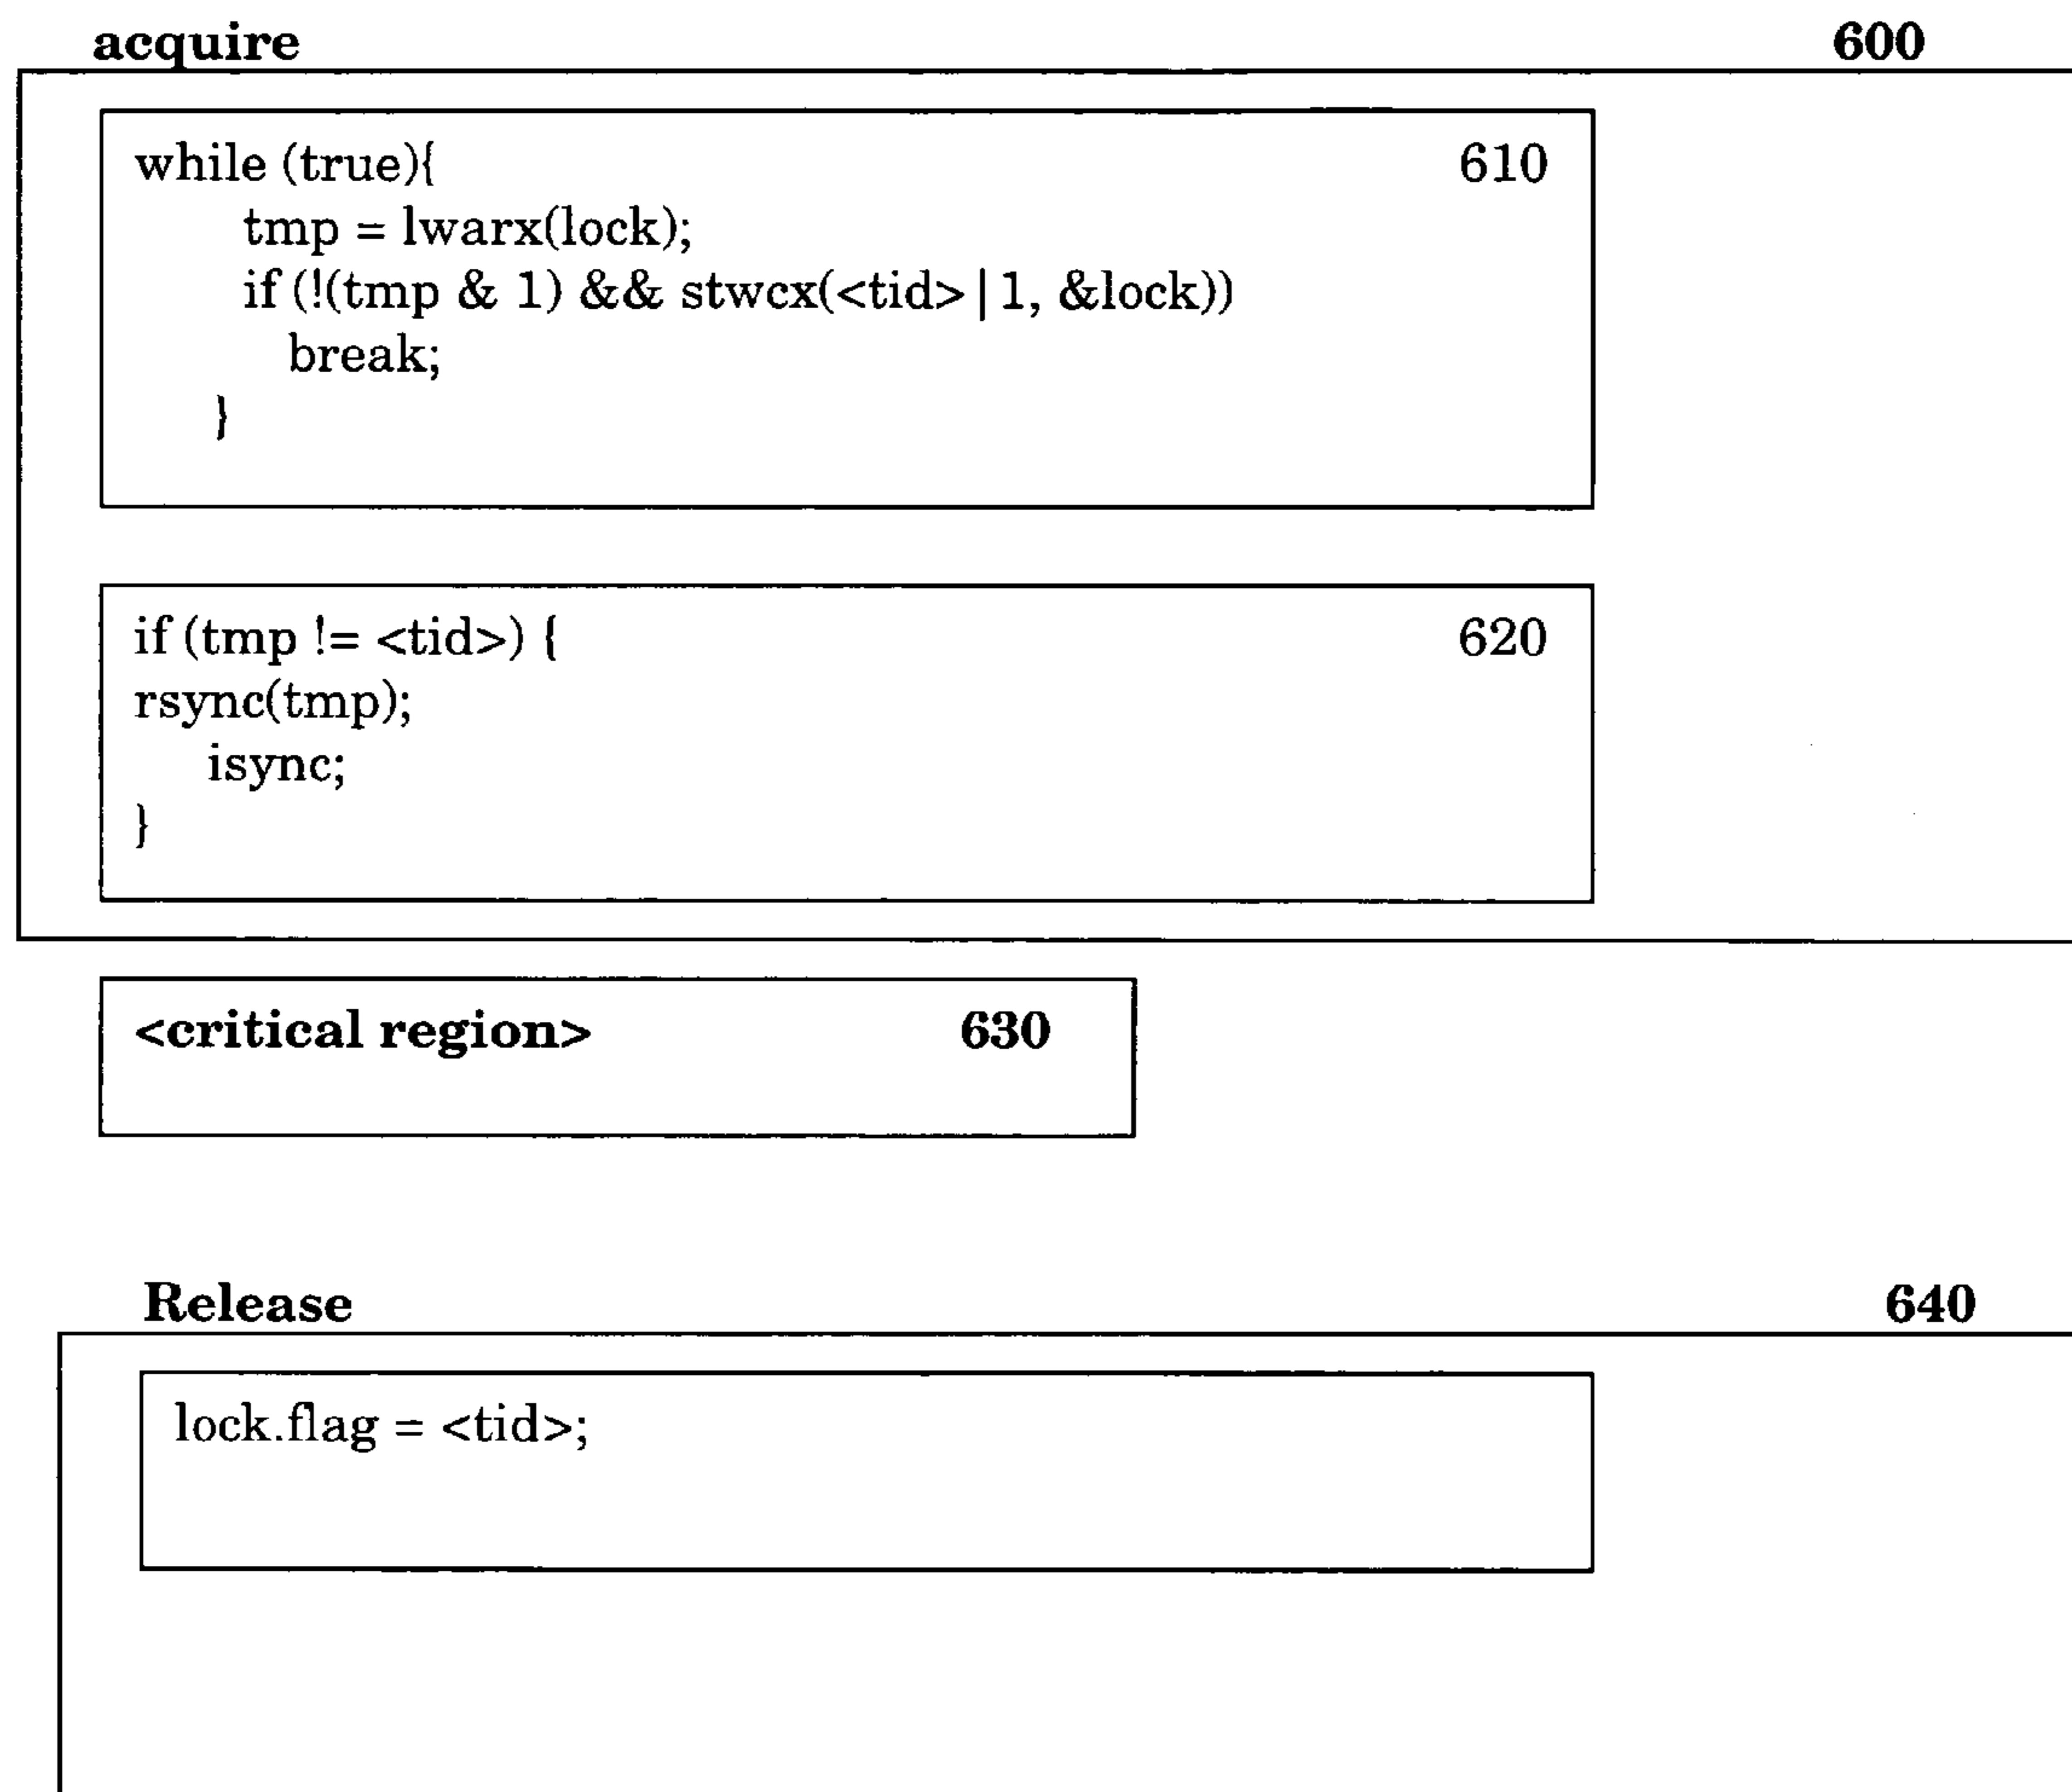 acquire 600
while (true){ 610
tmp = lwarx(lock);
if (!(tmp & 1) && stwcx(<tid>|1, &lock))
break;
}
if (tmp != <tid>) { 620
rsync(tmp);
isync;
}
<critical region> 630
Release 640
lock.flag = <tid>;